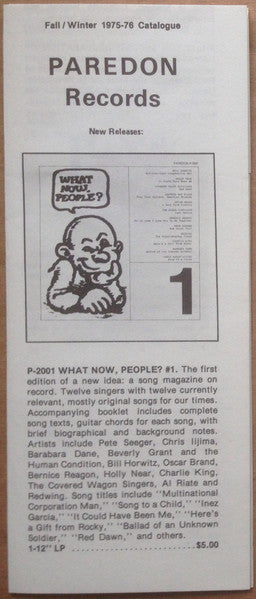 Fall / Winter 1975-76 Catalogue
PAREDON
Records
New Releases:
WHAT
NOW,
PEOPLE?
1
P-2001 WHAT NOW, PEOPLE? #1. The first
edition of a new idea: a song magazine on
record. Twelve singers with twelve currently
relevant, mostly original songs for our times.
Accompanying booklet includes complete
song texts, guitar chords for each song, with
brief biographical and background notes.
Artists include Pete Seeger, Chris Iijima,
Barabara Dane, Beverly Grant and the
Human Condition, Bill Horwitz, Oscar Brand,
Bernice Reagon, Holly Near, Charlie King,
The Covered Wagon Singers, Al Riate and
Redwing. Song titles include "Multinational
Corporation Man," "Song to a Child," "Inez
Garcia," "It Could Have Been Me," "Here's
a Gift from Rocky," "Ballad of an Unknown
Soldier," "Red Dawn," and others.
1-12" LP ........................ $5.00